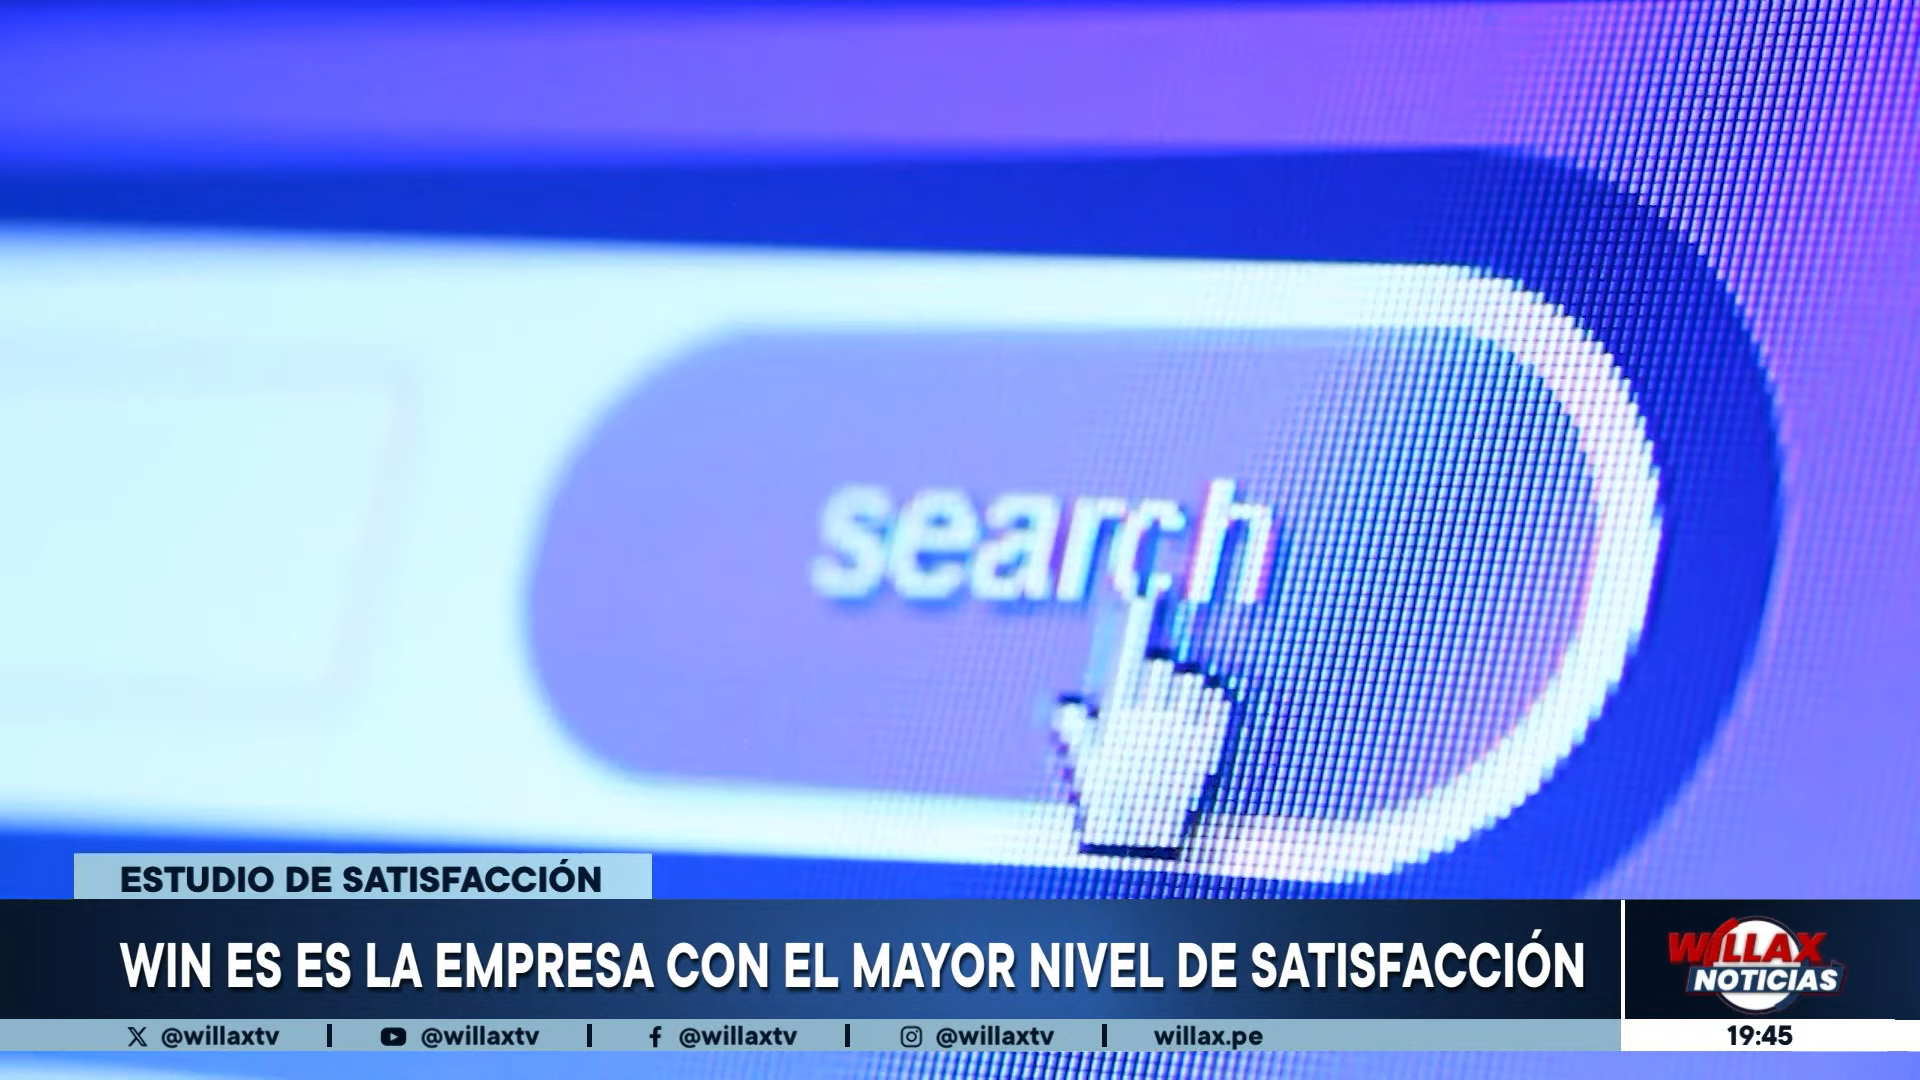 search
ESTUDIO DE SATISFACCIÓN
WIN ES ES LA EMPRESA CON EL MAYOR NIVEL DE SATISFACCIÓN
WILLAX
NOTICIAS
@willaxtv @willaxtv @willaxtv @willaxtv willax.pe
19:45